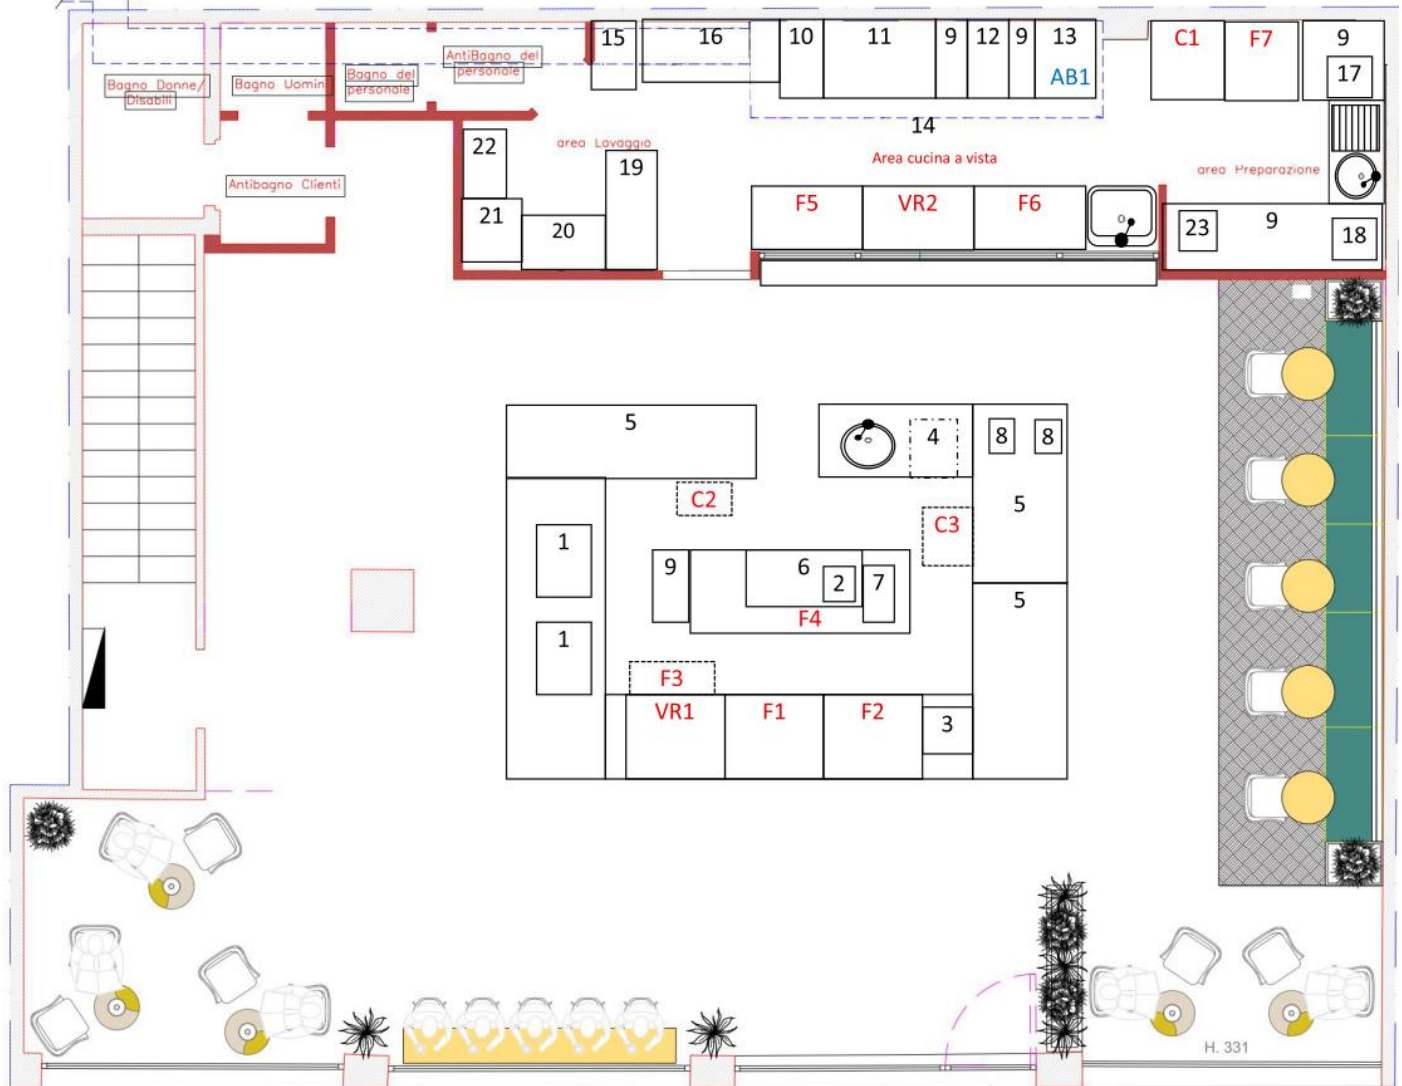 15
16
10
11
9
12
9
13
AB1
C1
F7
9
17
Bagno Donne/
Disabili
Bagno Uomini
Bagno del
personale
AntiBagno del
personale
Antibagno Clienti
22
area Lavaggio
19
21
20
14
Area cucina a vista
area Preparazione
F5
VR2
F6
23
9
18
5
4
8
8
C2
C3
5
1
9
6
2
7
F4
5
1
F3
VR1
F1
F2
3
H. 331